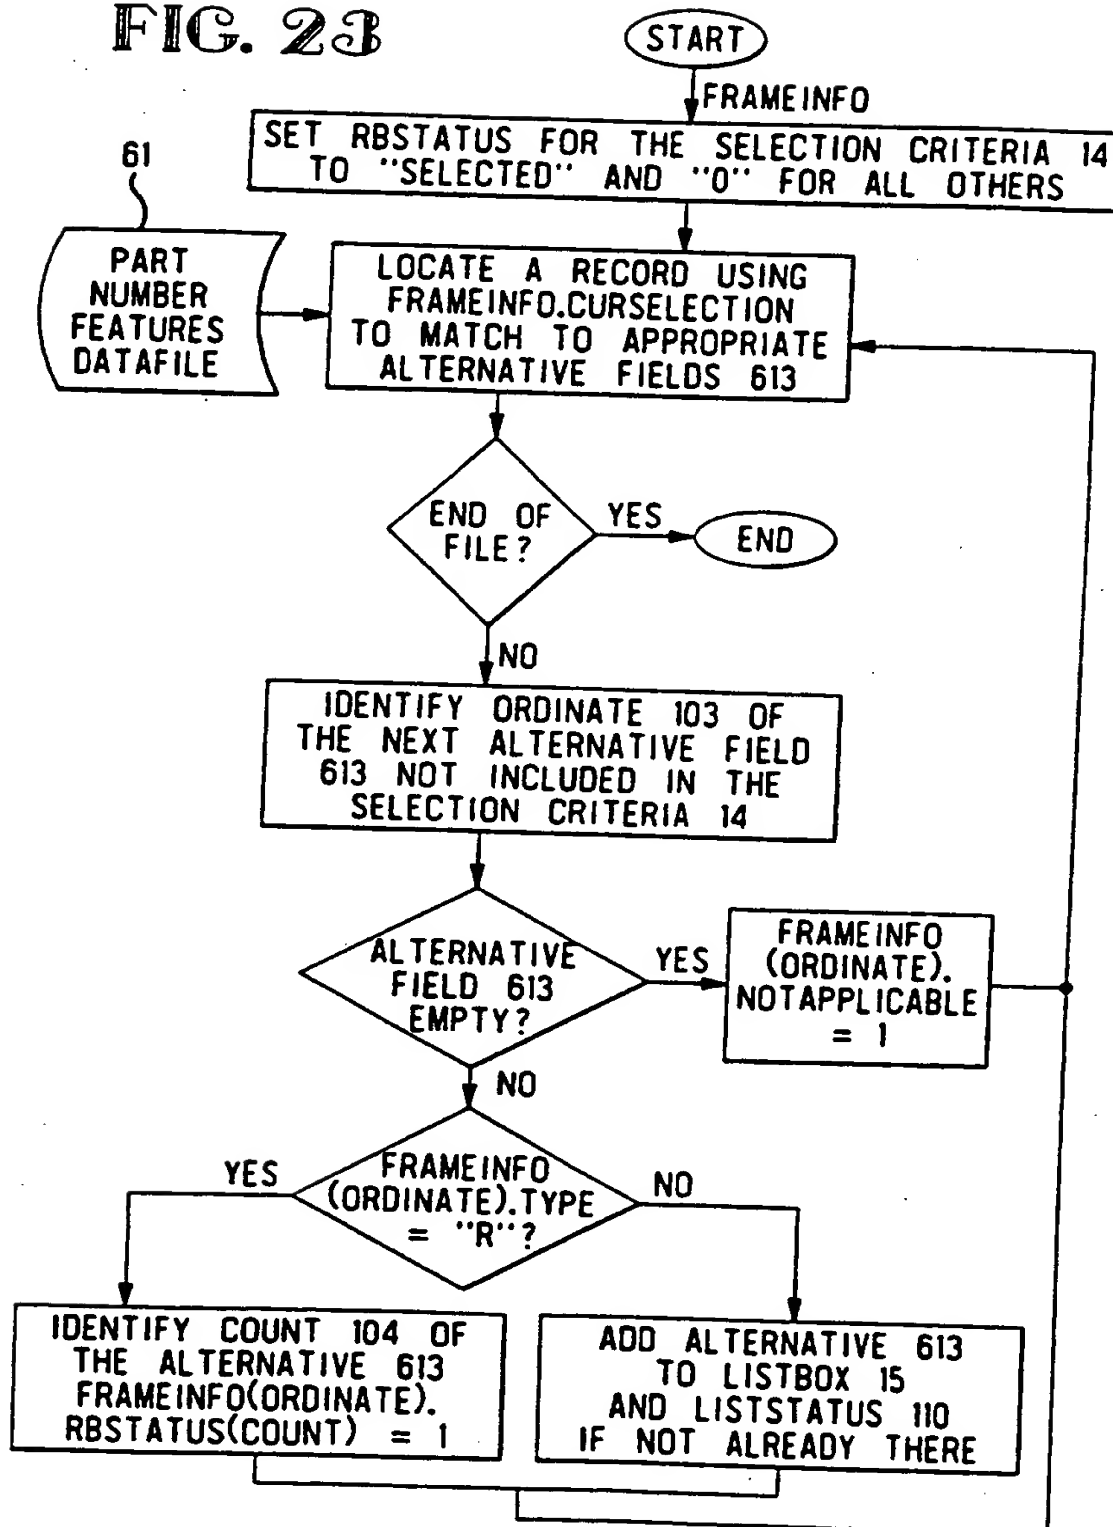 FIG. 23
START
FRAMEINFO
SET RBSTATUS FOR THE SELECTION CRITERIA 14
TO "SELECTED" AND "0" FOR ALL OTHERS
61
PART
NUMBER
FEATURES
DATAFILE
LOCATE A RECORD USING
FRAMEINFO.CURSELECTION
TO MATCH TO APPROPRIATE
ALTERNATIVE FIELDS 613
END OF
FILE?
YES
END
NO
IDENTIFY ORDINATE 103 OF
THE NEXT ALTERNATIVE FIELD
613 NOT INCLUDED IN THE
SELECTION CRITERIA 14
ALTERNATIVE
FIELD 613
EMPTY?
YES
FRAMEINFO
(ORDINATE).
NOTAPPLICABLE
= 1
NO
FRAMEINFO
(ORDINATE).TYPE
= "R"?
YES
NO
IDENTIFY COUNT 104 OF
THE ALTERNATIVE 613
FRAMEINFO(ORDINATE).
RBSTATUS(COUNT) = 1
ADD ALTERNATIVE 613
TO LISTBOX 15
AND LISTSTATUS 110
IF NOT ALREADY THERE